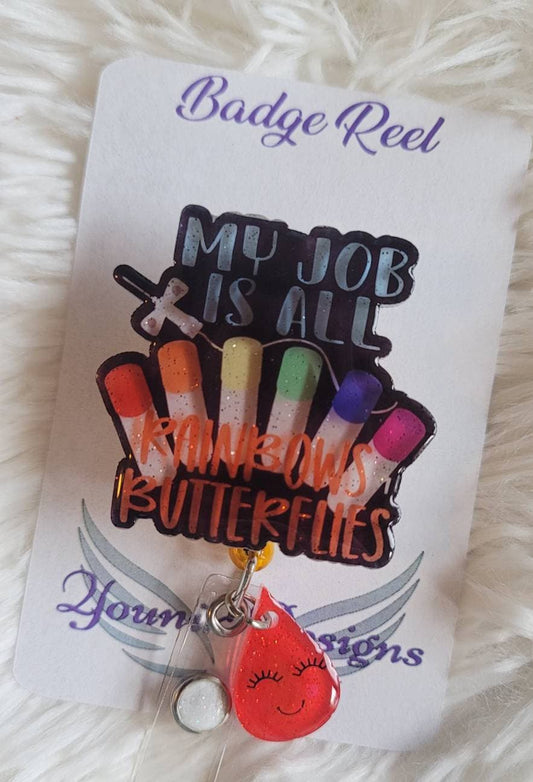 Badge Reel
MY JOB
IS ALL
RAINBOWS
BUTTERFLIES
Designs